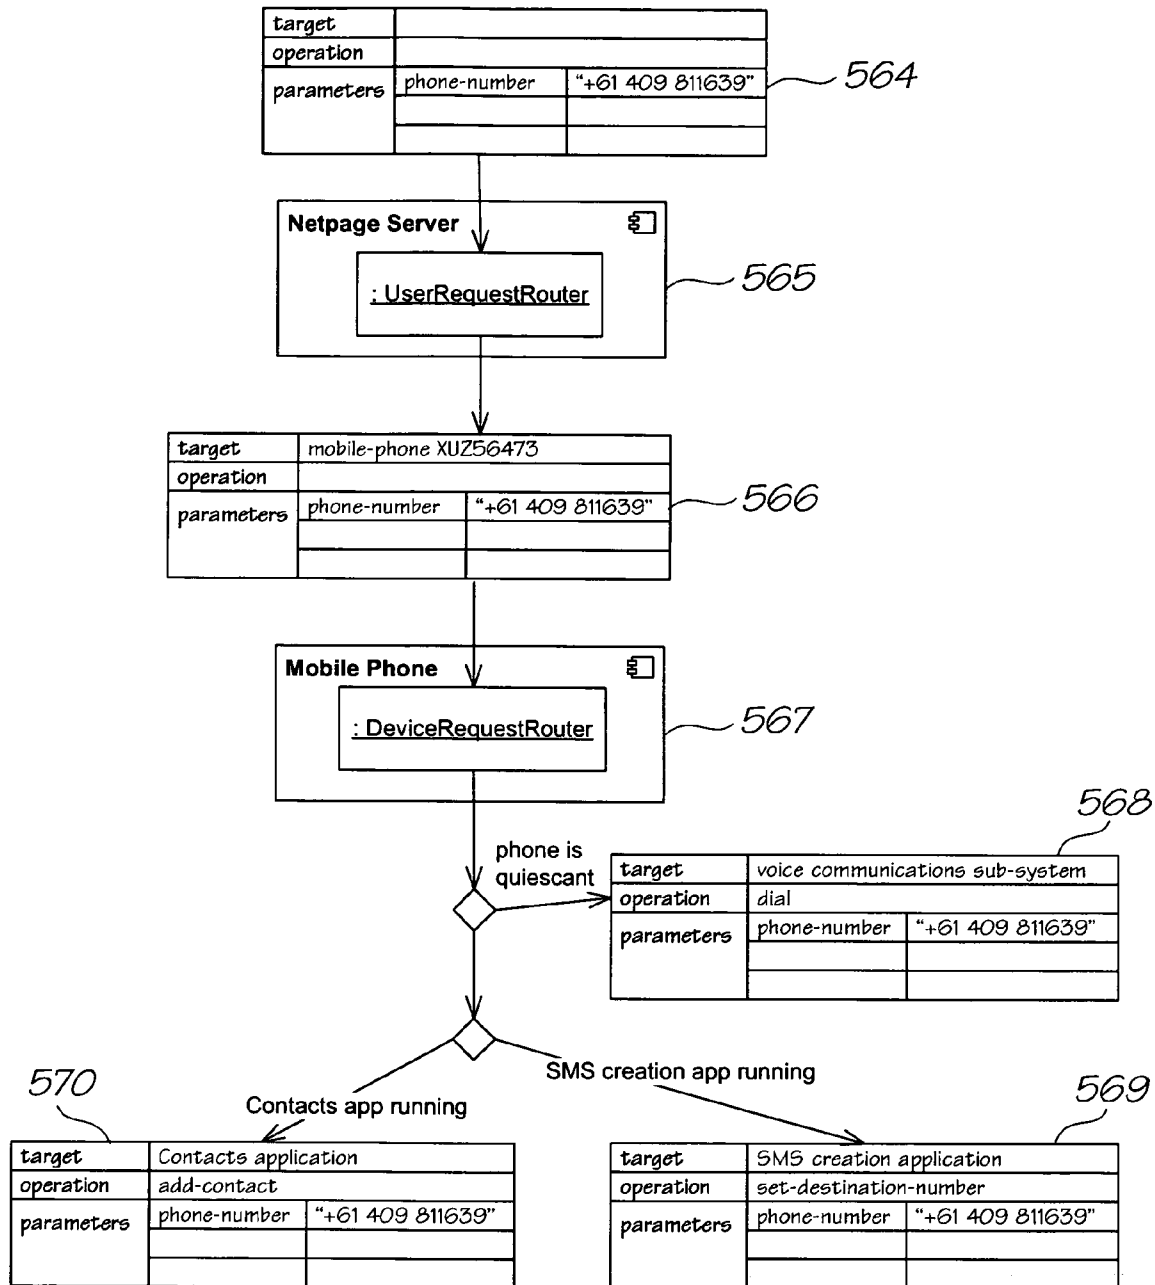 target
operation
parameters phone-number “+61 409 811639”
564
Netpage Server
: UserRequestRouter
565
target mobile-phone XUZ56473
operation
parameters phone-number “+61 409 811639”
566
Mobile Phone
: DeviceRequestRouter
567
568
phone is
quiescant
target voice communications sub-system
operation dial
parameters phone-number “+61 409 811639”
SMS creation app running
Contacts app running
570
target Contacts application
operation add-contact
parameters phone-number “+61 409 811639”
569
target SMS creation application
operation set-destination-number
parameters phone-number “+61 409 811639”